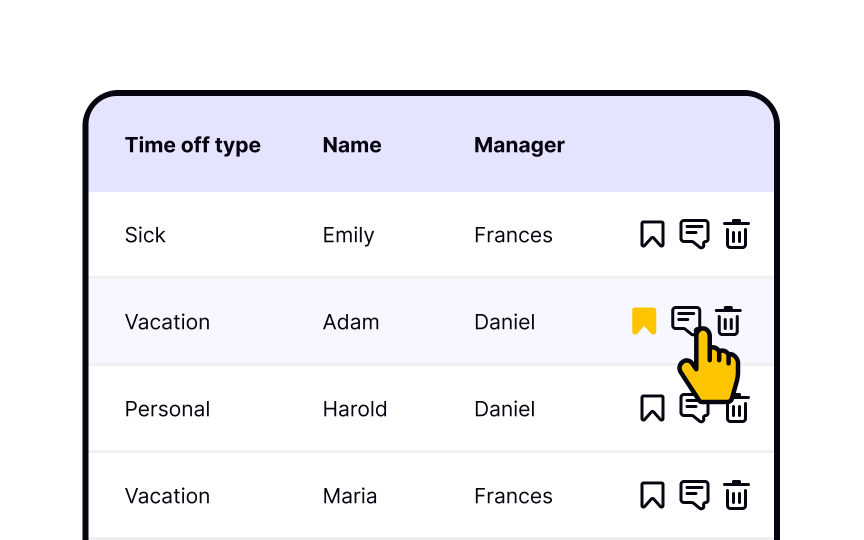 Time off type Name Manager
Sick Emily Frances
Vacation Adam Daniel
Personal Harold Daniel
Vacation Maria Frances